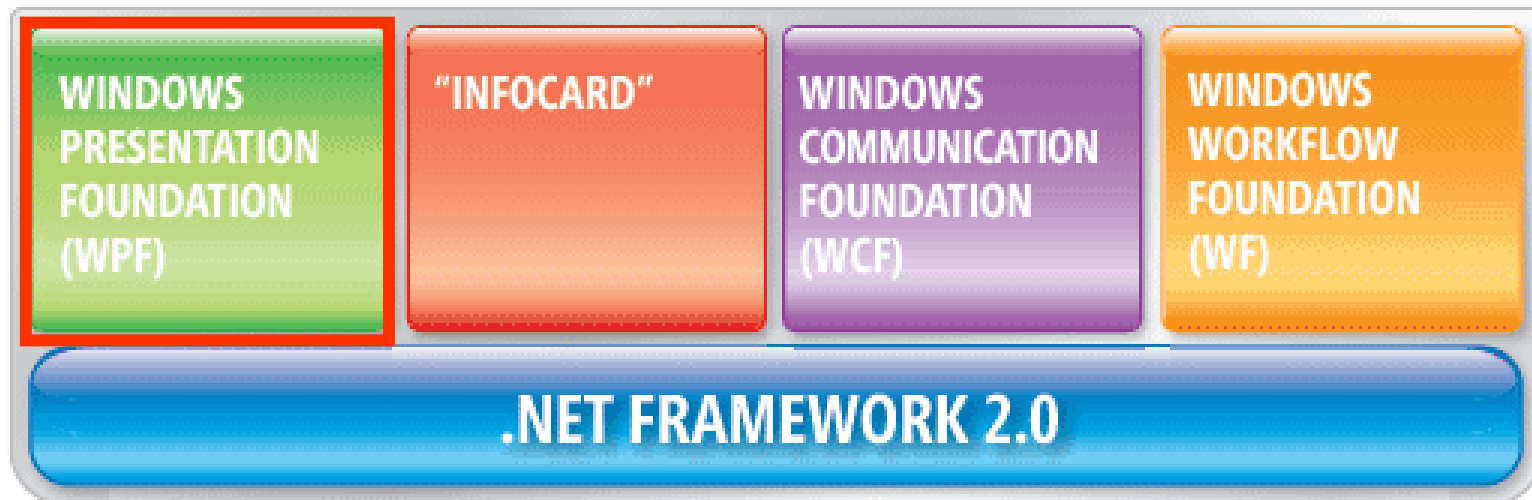 WINDOWS
PRESENTATION
FOUNDATION
(WPF)
“INFOCARD”
WINDOWS
COMMUNICATION
FOUNDATION
(WCF)
WINDOWS
WORKFLOW
FOUNDATION
(WF)
.NET FRAMEWORK 2.0